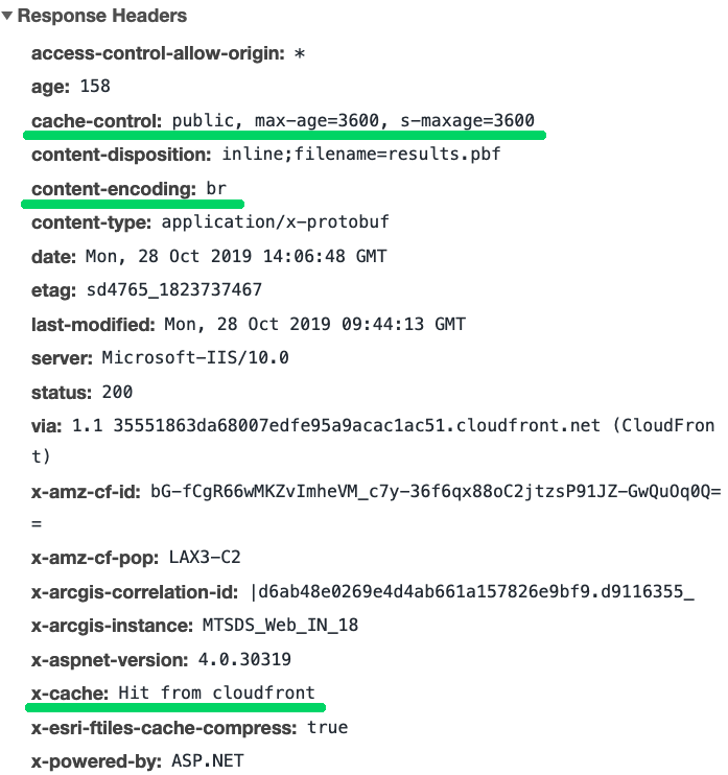 Response Headers
access-control-allow-origin: *
age: 158
cache-control: public, max-age=3600, s-maxage=3600
content-disposition: inline;filename=results.pbf
content-encoding: br
content-type: application/x-protobuf
date: Mon, 28 Oct 2019 14:06:48 GMT
etag: sd4765_1823737467
last-modified: Mon, 28 Oct 2019 09:44:13 GMT
server: Microsoft-IIS/10.0
status: 200
via: 1.1 35551863da68007edfe95a9acac1ac51.cloudfront.net (CloudFron
t)
x-amz-cf-id: bG-fCgR66wMKZvImheVM_c7y-36f6qx88oC2jtzsP91JZ-GwQuOq0Q=
=
x-amz-cf-pop: LAX3-C2
x-arcgis-correlation-id: |d6ab48e0269e4d4ab661a157826e9bf9.d9116355_
x-arcgis-instance: MTSDS_Web_IN_18
x-aspnet-version: 4.0.30319
x-cache: Hit from cloudfront
x-esri-ftiles-cache-compress: true
x-powered-by: ASP.NET